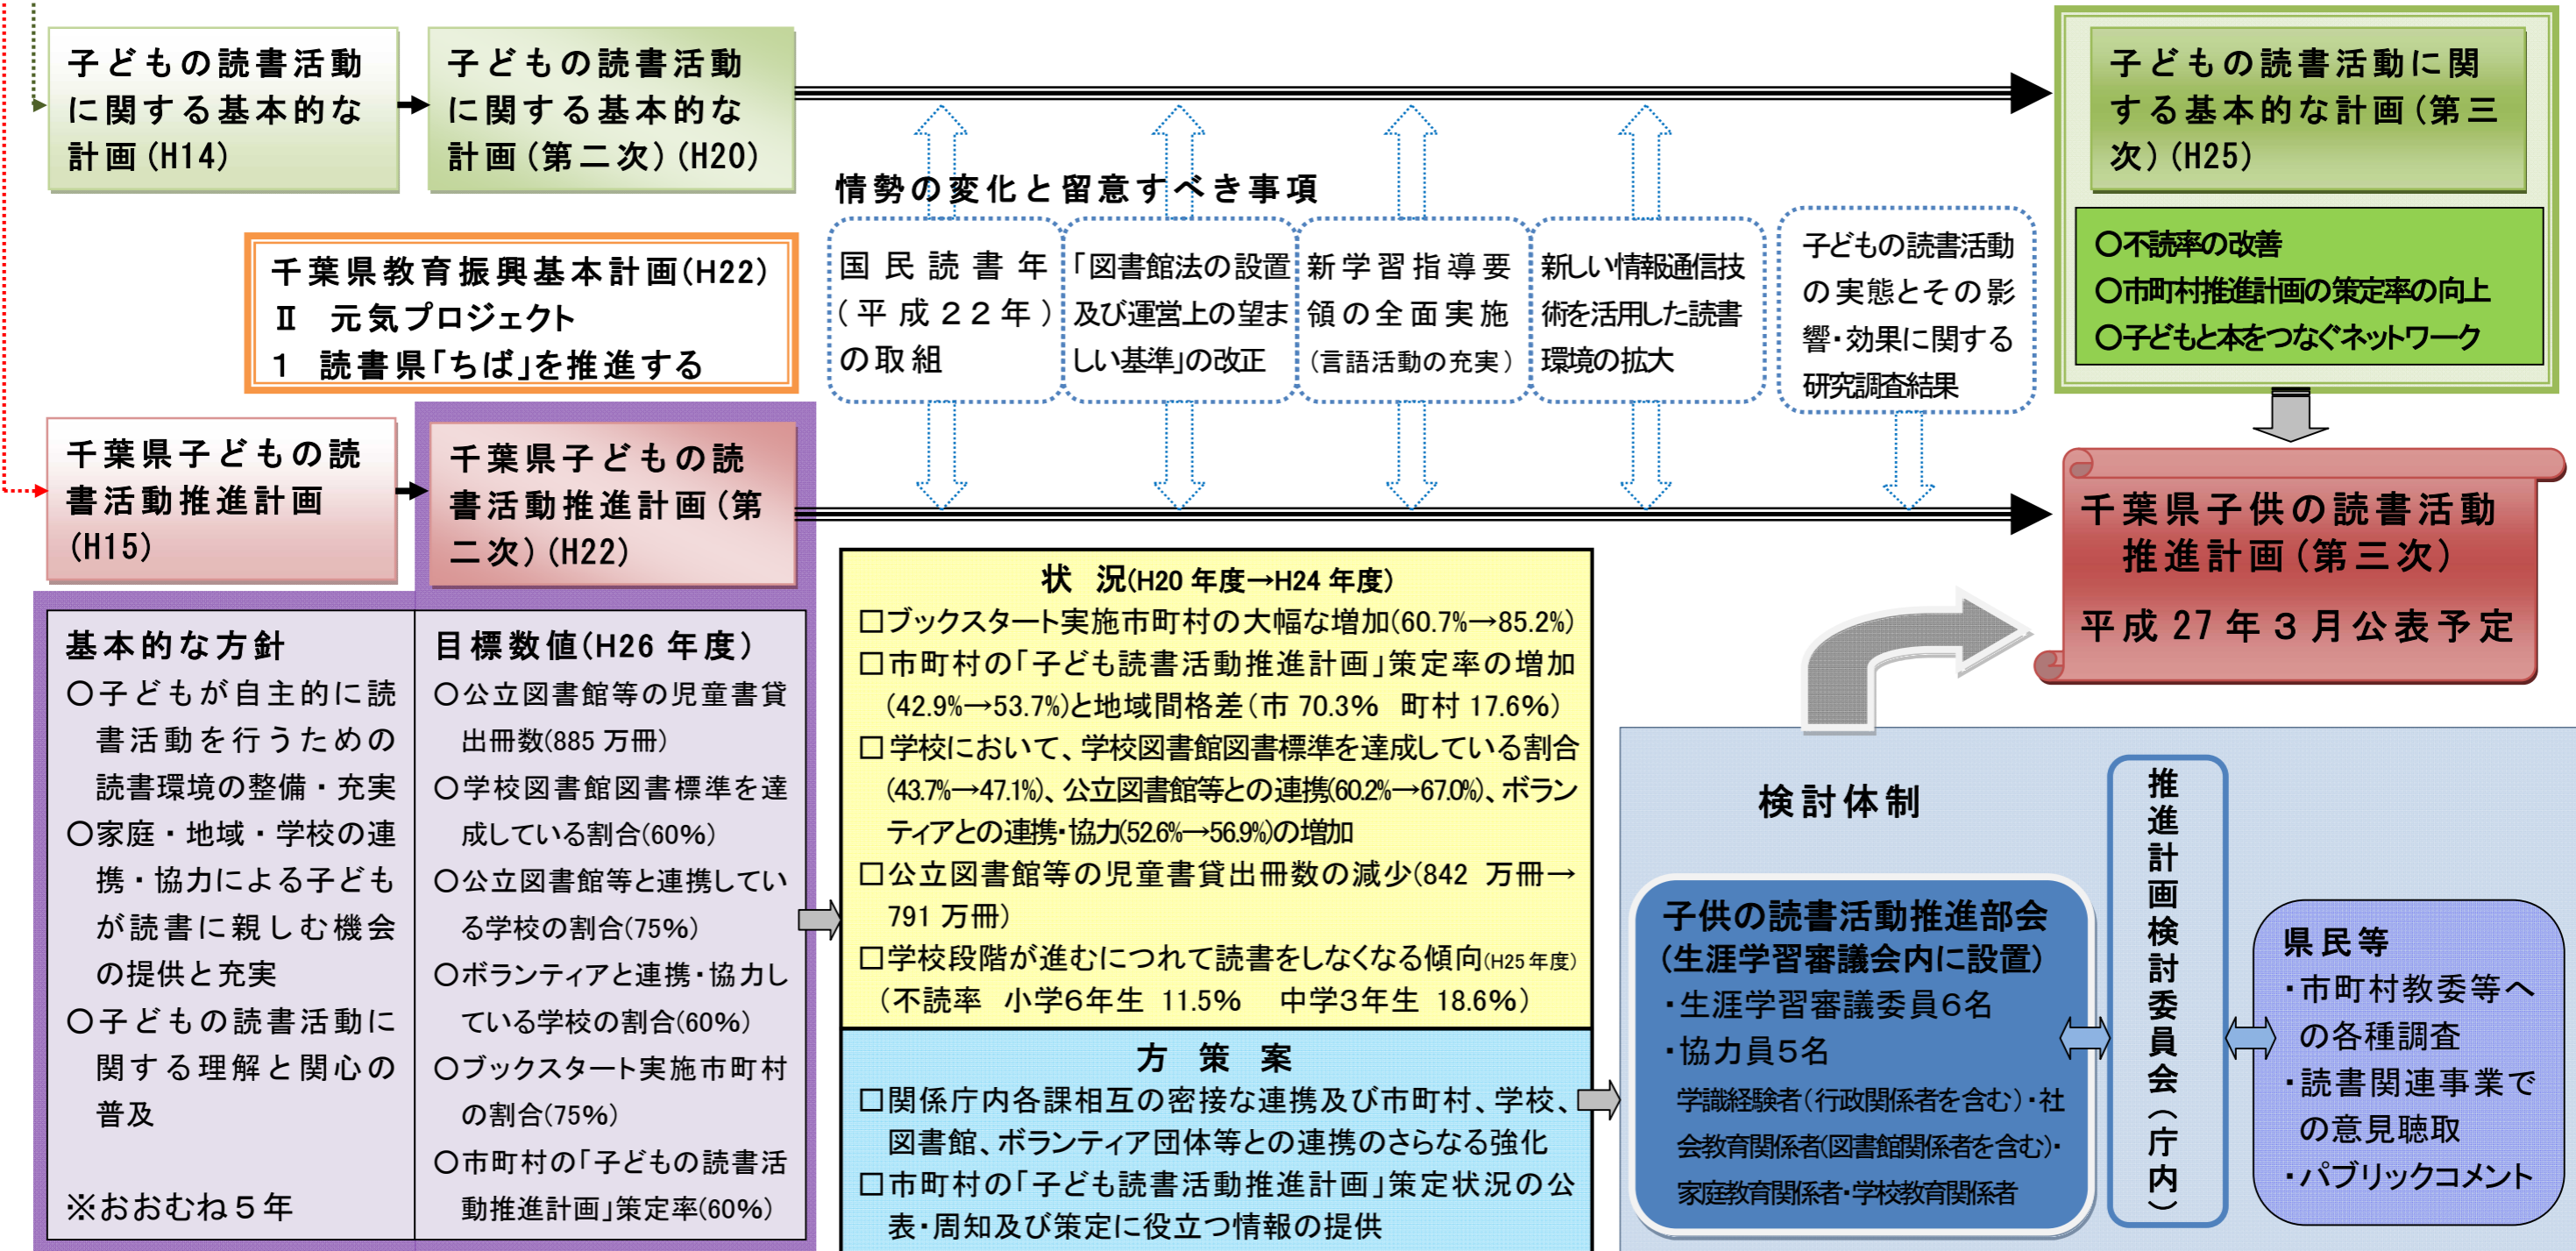 子どもの読書活動
に関する基本的な
計画(H14)
子どもの読書活動
に関する基本的な
計画(第二次)(H20)
子どもの読書活動に関
する基本的な計画(第三
次)(H25)
〇不読率の改善
〇市町村推進計画の策定率の向上
〇子どもと本をつなぐネットワーク
情勢の変化と留意すべき事項
国民読書年
(平成22年)
の取組
「図書館法の設置
及び運営上の望ま
しい基準」の改正
新学習指導要
領の全面実施
(言語活動の充実)
新しい情報通信技
術を活用した読書
環境の拡大
子どもの読書活動
の実態とその影
響・効果に関する
研究調査結果
千葉県教育振興基本計画(H22)
Ⅱ 元気プロジェクト
1 読書県「ちば」を推進する
千葉県子どもの読
書活動推進計画
(H15)
千葉県子どもの読
書活動推進計画(第
二次)(H22)
千葉県子供の読書活動
推進計画(第三次)
平成27年3月公表予定
基本的な方針
〇子どもが自主的に読
書活動を行うための
読書環境の整備・充実
〇家庭・地域・学校の連
携・協力による子ども
が読書に親しむ機会
の提供と充実
〇子どもの読書活動に
関する理解と関心の
普及
※おおむね5年
目標数値(H26年度)
〇公立図書館等の児童書貸
出冊数(885万冊)
〇学校図書館図書標準を達
成している割合(60%)
〇公立図書館等と連携してい
る学校の割合(75%)
〇ボランティアと連携・協力し
ている学校の割合(60%)
〇ブックスタート実施市町村
の割合(75%)
〇市町村の「子どもの読書活
動推進計画」策定率(60%)
状 況(H20年度→H24年度)
□ブックスタート実施市町村の大幅な増加(60.7%→85.2%)
□市町村の「子ども読書活動推進計画」策定率の増加
(42.9%→53.7%)と地域間格差(市70.3% 町村17.6%)
□学校において、学校図書館図書標準を達成している割合
(43.7%→47.1%)、公立図書館等との連携(60.2%→67.0%)、ボラン
ティアとの連携・協力(52.6%→56.9%)の増加
□公立図書館等の児童書貸出冊数の減少(842 万冊→
791万冊)
□学校段階が進むにつれて読書をしなくなる傾向(H25年度)
(不読率 小学6年生 11.5% 中学3年生 18.6%)
方 策 案
□関係庁内各課相互の密接な連携及び市町村、学校、
図書館、ボランティア団体等との連携のさらなる強化
□市町村の「子ども読書活動推進計画」策定状況の公
表・周知及び策定に役立つ情報の提供
検討体制
子供の読書活動推進部会
(生涯学習審議会内に設置)
・生涯学習審議委員6名
・協力員5名
学識経験者(行政関係者を含む)・社
会教育関係者(図書館関係者を含む)・
家庭教育関係者・学校教育関係者
推進計画検討委員会(庁内)
県民等
・市町村教委等へ
の各種調査
・読書関連事業で
の意見聴取
・パブリックコメント